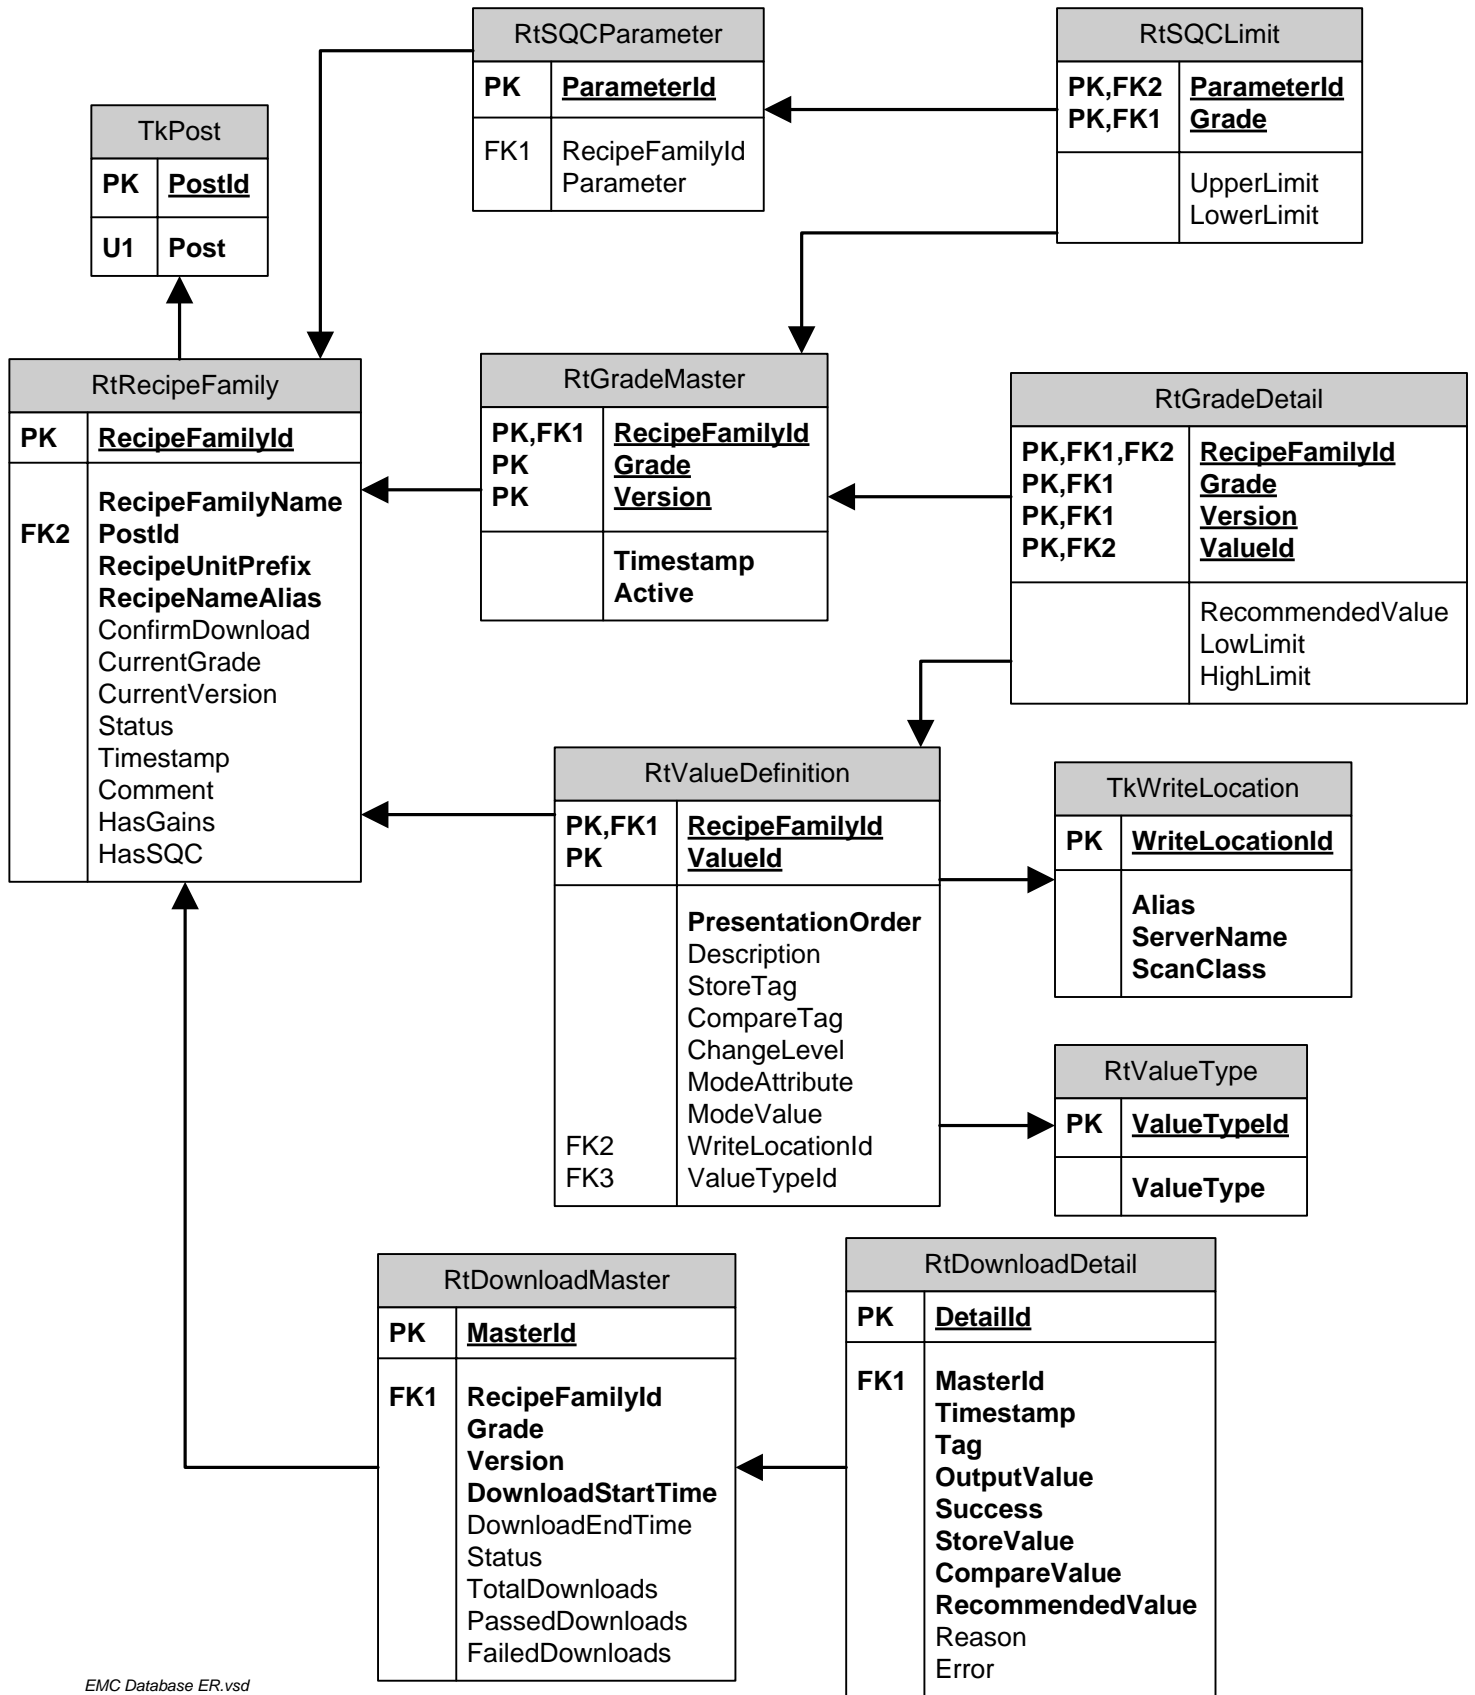 RtSQCParameter
PK ParameterId
FK1 RecipeFamilyId
Parameter
RtSQCLimit
PK,FK2 ParameterId
PK,FK1 Grade
UpperLimit
LowerLimit
TkPost
PK PostId
U1 Post
RtRecipeFamily
PK RecipeFamilyId
RecipeFamilyName
FK2 PostId
RecipeUnitPrefix
RecipeNameAlias
ConfirmDownload
CurrentGrade
CurrentVersion
Status
Timestamp
Comment
HasGains
HasSQC
RtGradeMaster
PK,FK1 RecipeFamilyId
PK Grade
PK Version
Timestamp
Active
RtGradeDetail
PK,FK1,FK2 RecipeFamilyId
PK,FK1 Grade
PK,FK1 Version
PK,FK2 ValueId
RecommendedValue
LowLimit
HighLimit
RtValueDefinition
PK,FK1 RecipeFamilyId
PK ValueId
PresentationOrder
Description
StoreTag
CompareTag
ChangeLevel
ModeAttribute
ModeValue
FK2 WriteLocationId
FK3 ValueTypeId
TkWriteLocation
PK WriteLocationId
Alias
ServerName
ScanClass
RtValueType
PK ValueTypeId
ValueType
RtDownloadMaster
PK MasterId
FK1 RecipeFamilyId
Grade
Version
DownloadStartTime
DownloadEndTime
Status
TotalDownloads
PassedDownloads
FailedDownloads
RtDownloadDetail
PK DetailId
FK1 MasterId
Timestamp
Tag
OutputValue
Success
StoreValue
CompareValue
RecommendedValue
Reason
Error
EMC Database ER.vsd